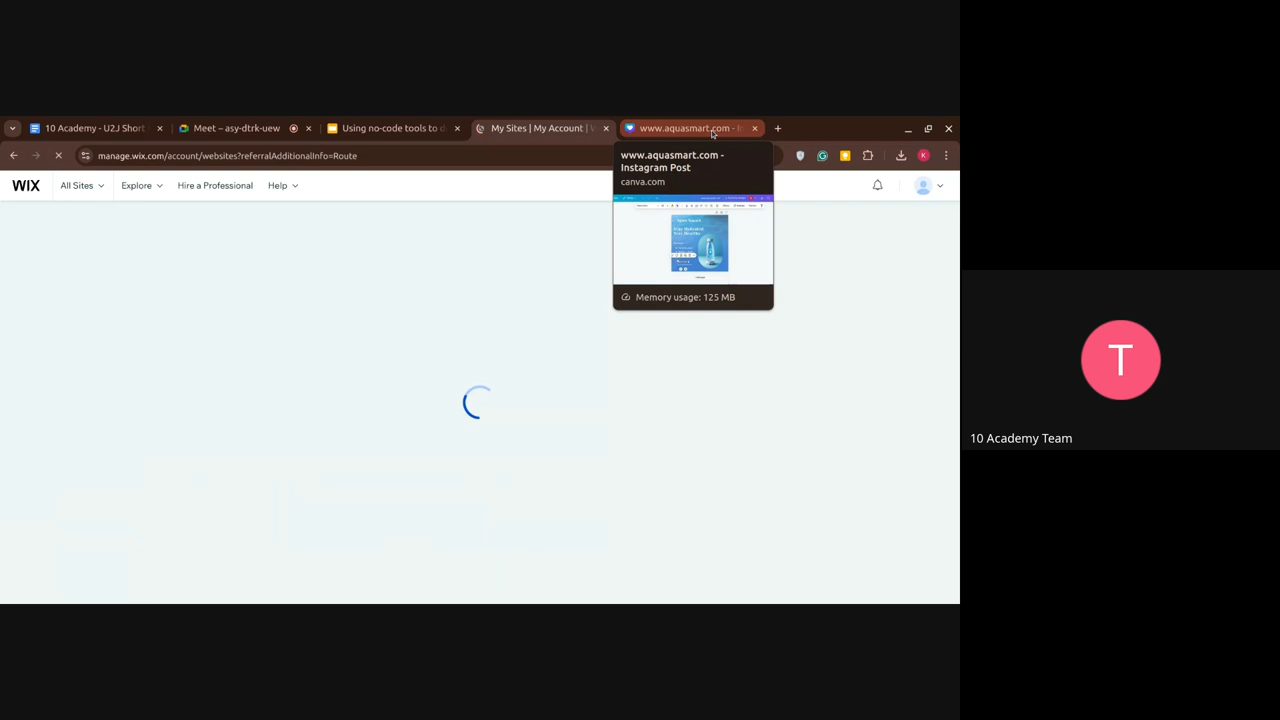 10 Academy - U2J Short
Meet – asy-dtrk-uew
Using no-code tools to d
My Sites | My Account | W
www.aquasmart.com - In
manage.wix.com/account/websites?referralAdditionalInfo=Route
K
WIX
All Sites
Explore
Hire a Professional
Help
www.aquasmart.com -
Instagram Post
canva.com
Memory usage: 125 MB
T
10 Academy Team